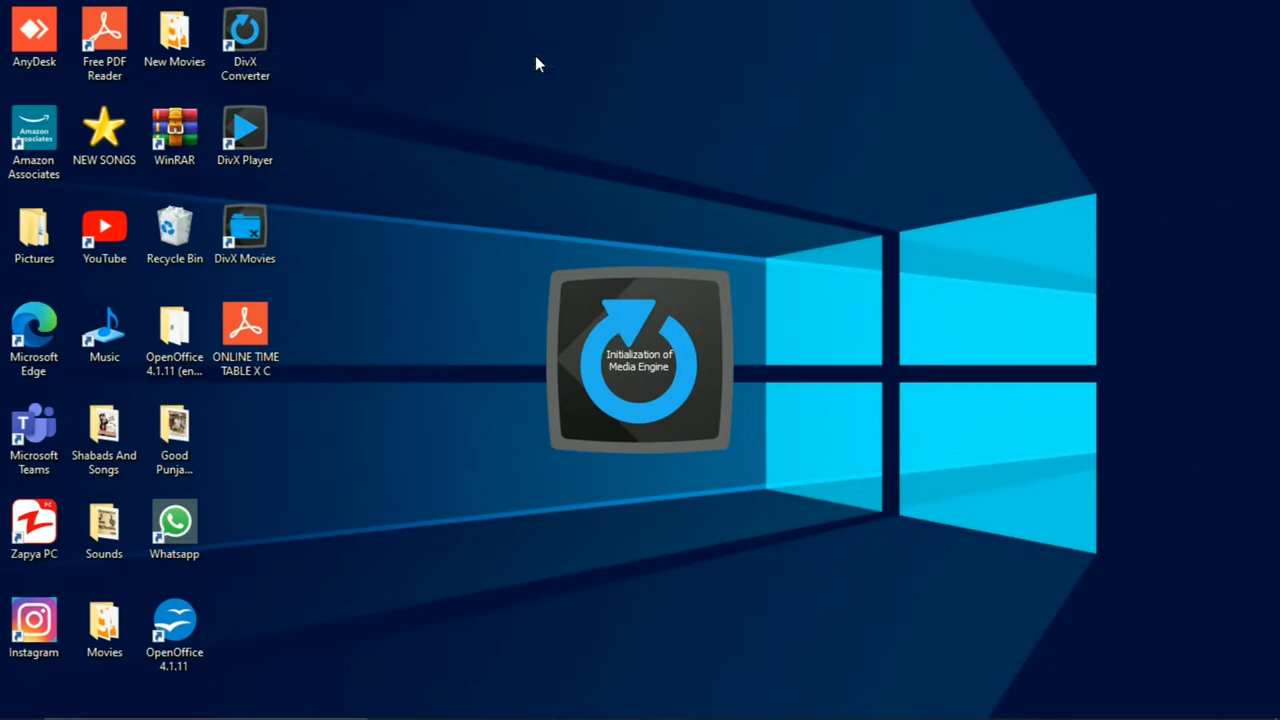 AnyDesk
Free PDF
Reader
New Movies
DivX
Converter
Amazon
Associates
Amazon
Associates
NEW SONGS
WinRAR
DivX Player
Pictures
YouTube
Recycle Bin
DivX Movies
Microsoft
Edge
Music
OpenOffice
4.1.11 (en...
ONLINE TIME
TABLE X C
Initialization of
Media Engine
Microsoft
Teams
Shabads And
Songs
Good
Punja...
PC
Zapya PC
Sounds
Whatsapp
Instagram
Movies
OpenOffice
4.1.11